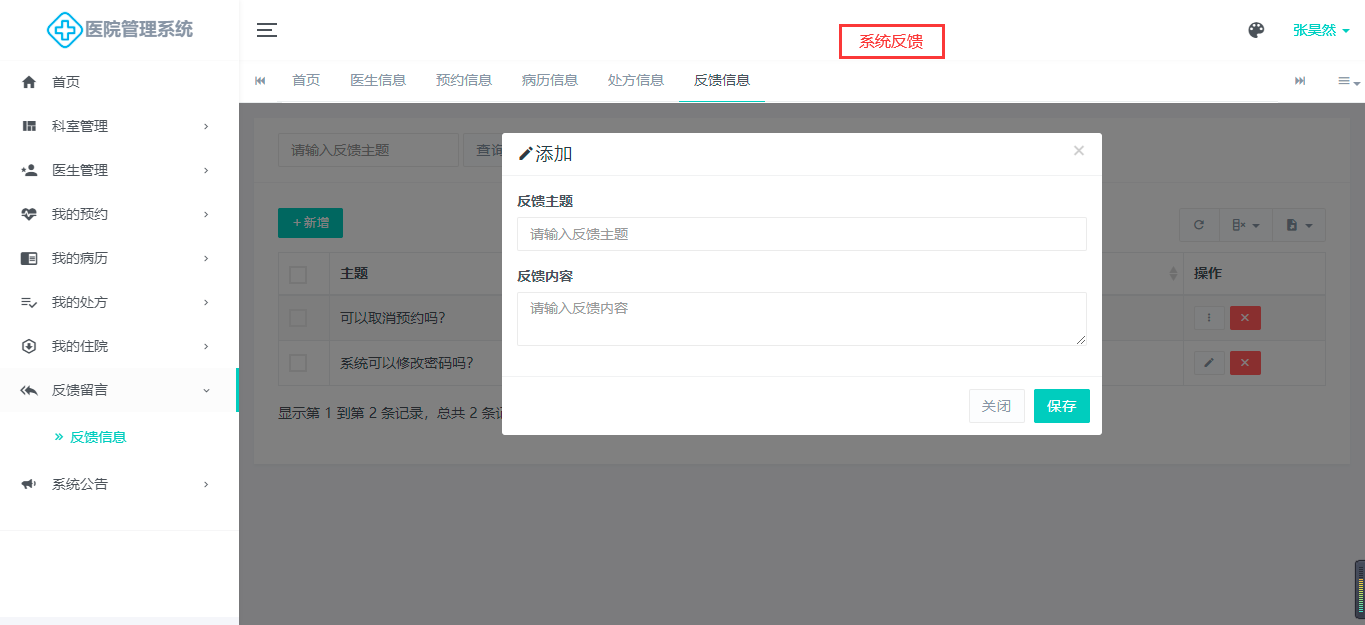 医院管理系统
系统反馈
张昊然
首页
科室管理
医生管理
我的预约
我的病历
我的处方
我的住院
反馈留言
» 反馈信息
系统公告
首页 医生信息 预约信息 病历信息 处方信息 反馈信息
请输入反馈主题 查询
+ 新增
主题 操作
可以取消预约吗?
系统可以修改密码吗?
显示第 1 到第 2 条记录，总共 2 条记
添加 ×
反馈主题
请输入反馈主题
反馈内容
请输入反馈内容
关闭 保存